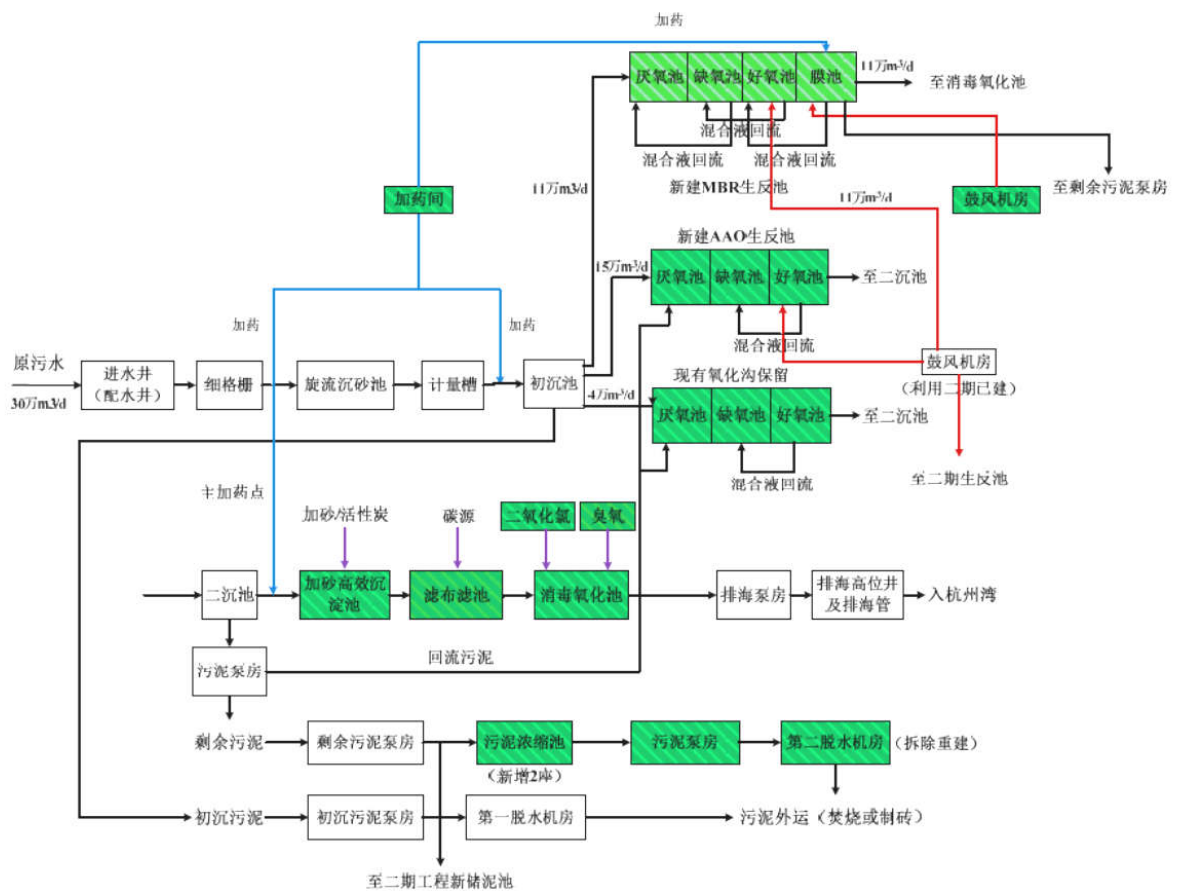 加药
厌氧池
缺氧池
好氧池
膜池
11万m³/d
至消毒氧化池
混合液回流
混合液回流
混合液回流
新建MBR生反池
至剩余污泥泵房
11万m3/d
加药间
11万m³/d
鼓风机房
新建AAO生反池
15万m³/d
厌氧池
缺氧池
好氧池
至二沉池
加药
加药
混合液回流
原污水
30万m3/d
进水井
(配水井)
细格栅
旋流沉砂池
计量槽
初沉池
鼓风机房
(利用二期已建)
现有氧化沟保留
4万m³/d
厌氧池
缺氧池
好氧池
至二沉池
混合液回流
至二期生反池
主加药点
加砂/活性炭
碳源
二氧化氯
臭氧
二沉池
加砂高效沉
淀池
滤布滤池
消毒氧化池
排海泵房
排海高位井
及排海管
入杭州湾
污泥泵房
回流污泥
剩余污泥
剩余污泥泵房
污泥浓缩池
(新增2座)
污泥泵房
第二脱水机房
(拆除重建)
初沉污泥
初沉污泥泵房
第一脱水机房
污泥外运(焚烧或制砖)
至二期工程新储泥池